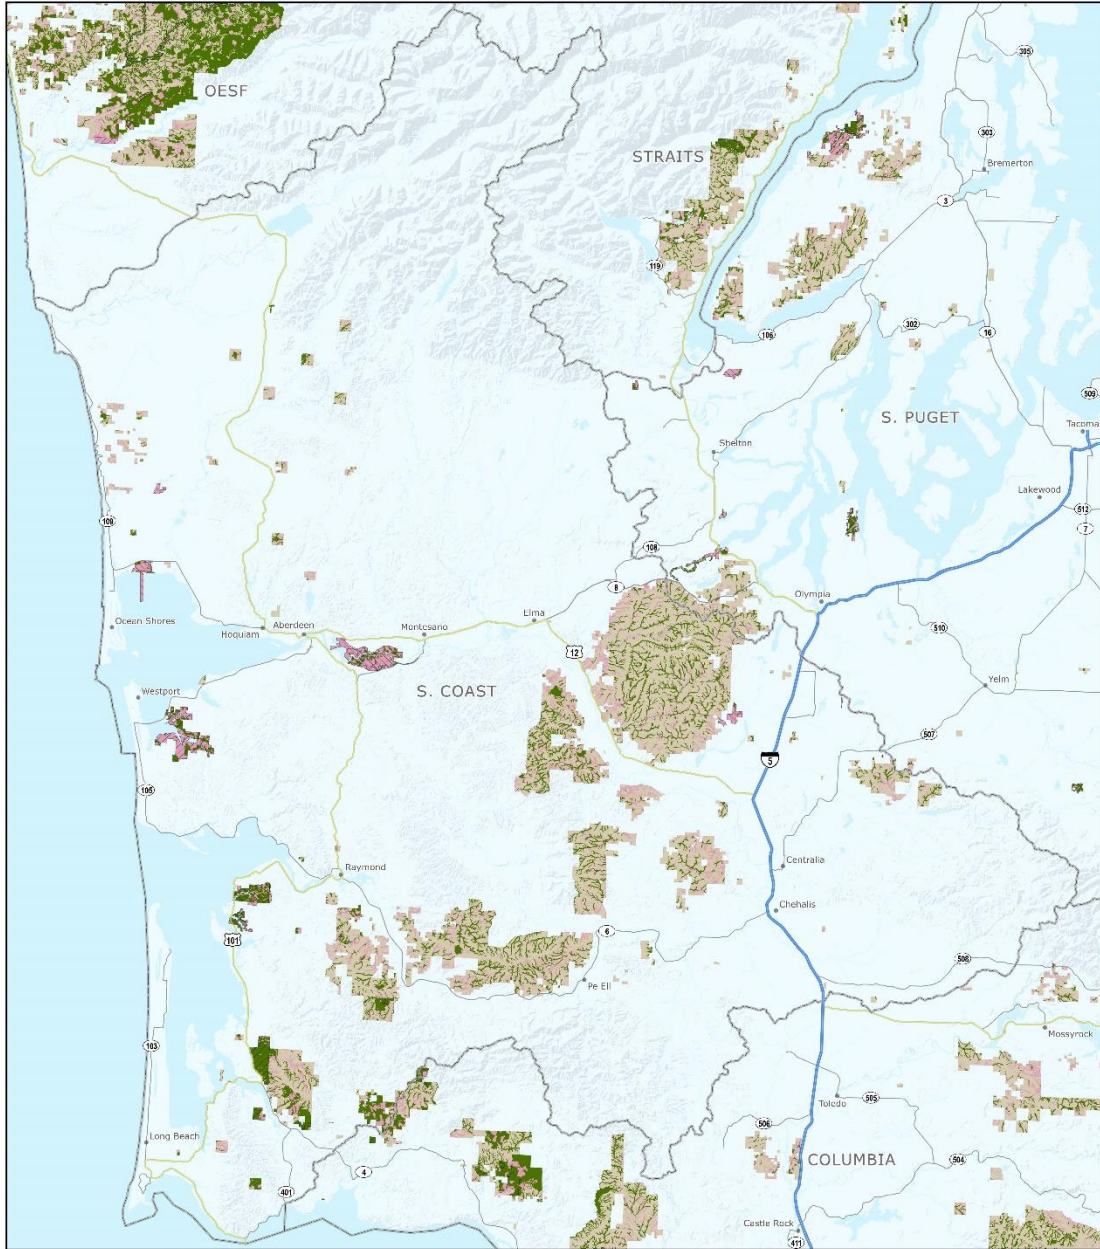 305
OESF
303
STRAITS
Bremerton
3
119
302
106
16
509
S. PUGET
Tacoma
Shelton
Lakewood
512
109
7
108
8
Olympia
Elma
Ocean Shores
Aberdeen
Hoquiam
Montesano
510
12
Yelm
S. COAST
Westport
507
5
105
Centralia
Raymond
Chehalis
6
101
508
Pe Ell
Mossyrock
103
Toledo
505
506
Long Beach
COLUMBIA
504
4
401
Castle Rock
411